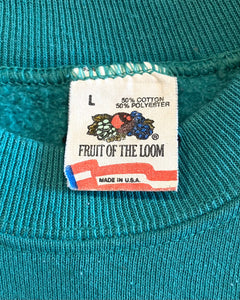 L
50% COTTON
50% POLYESTER
®
FRUIT OF THE LOOM
MADE IN U.S.A.